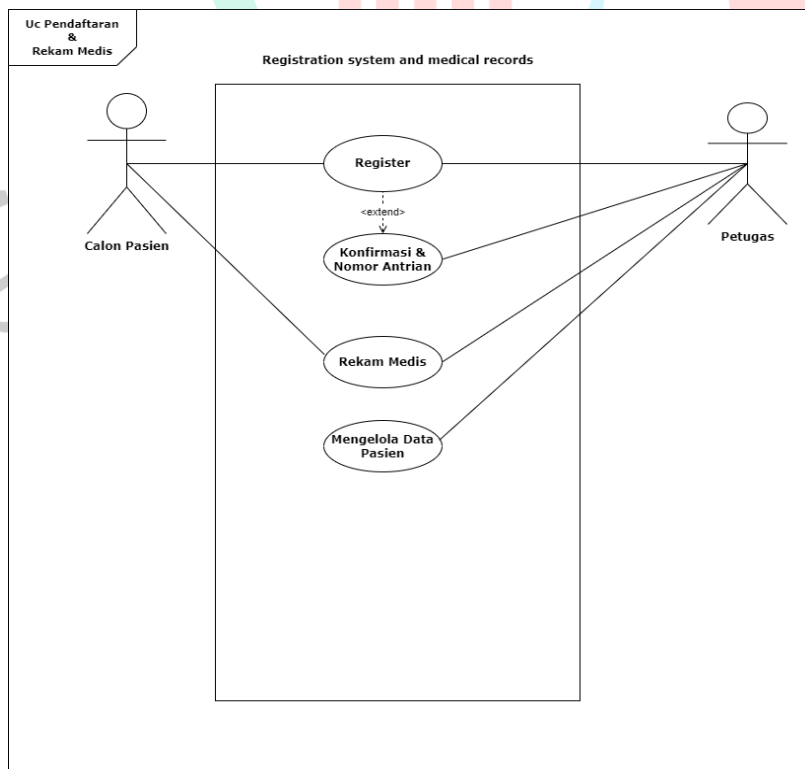 Uc Pendaftaran
&
Rekam Medis
Registration system and medical records
Register
<extend>
Konfirmasi &
Nomor Antrian
Calon Pasien
Petugas
Rekam Medis
Mengelola Data
Pasien